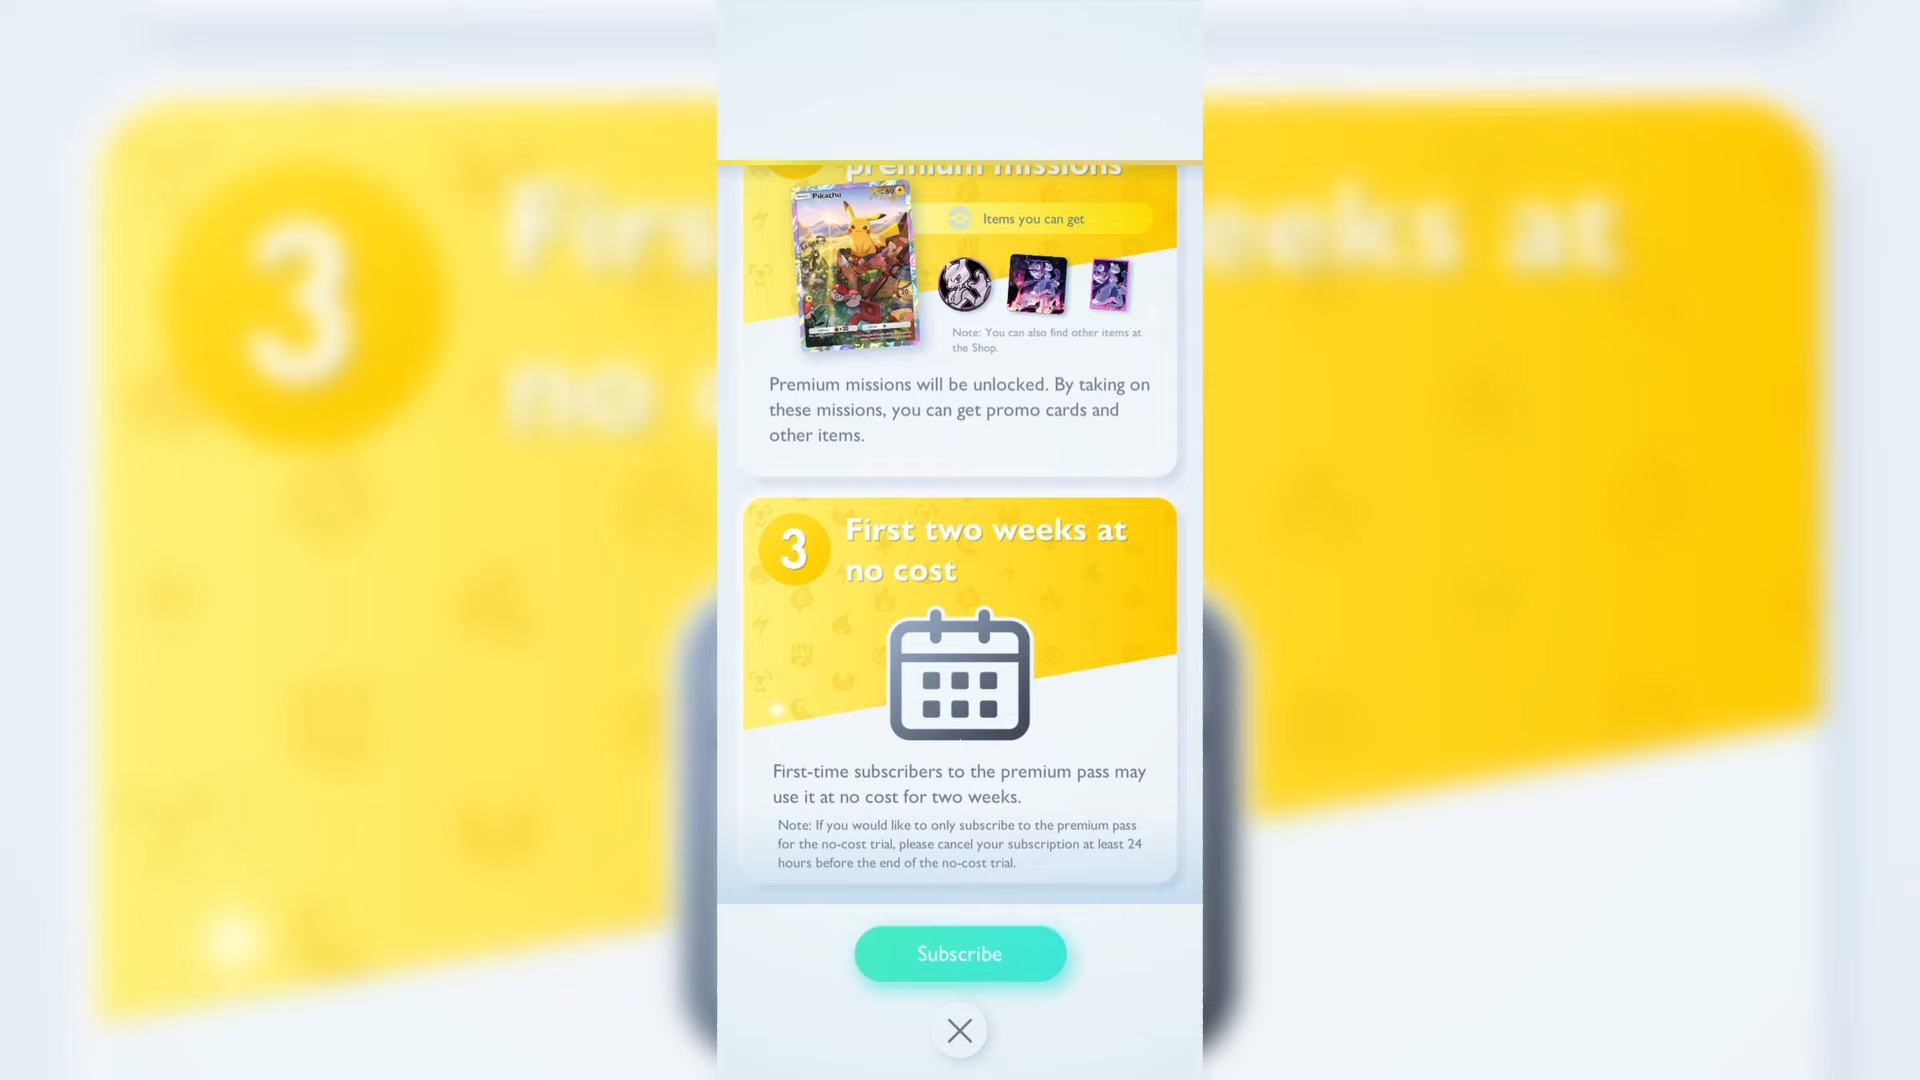 premium missions
Pikachu 60
Items you can get
Note: You can also find other items at
the Shop.
Premium missions will be unlocked. By taking on
these missions, you can get promo cards and
other items.
3
First two weeks at
no cost
First-time subscribers to the premium pass may
use it at no cost for two weeks.
Note: If you would like to only subscribe to the premium pass
for the no-cost trial, please cancel your subscription at least 24
hours before the end of the no-cost trial.
Subscribe